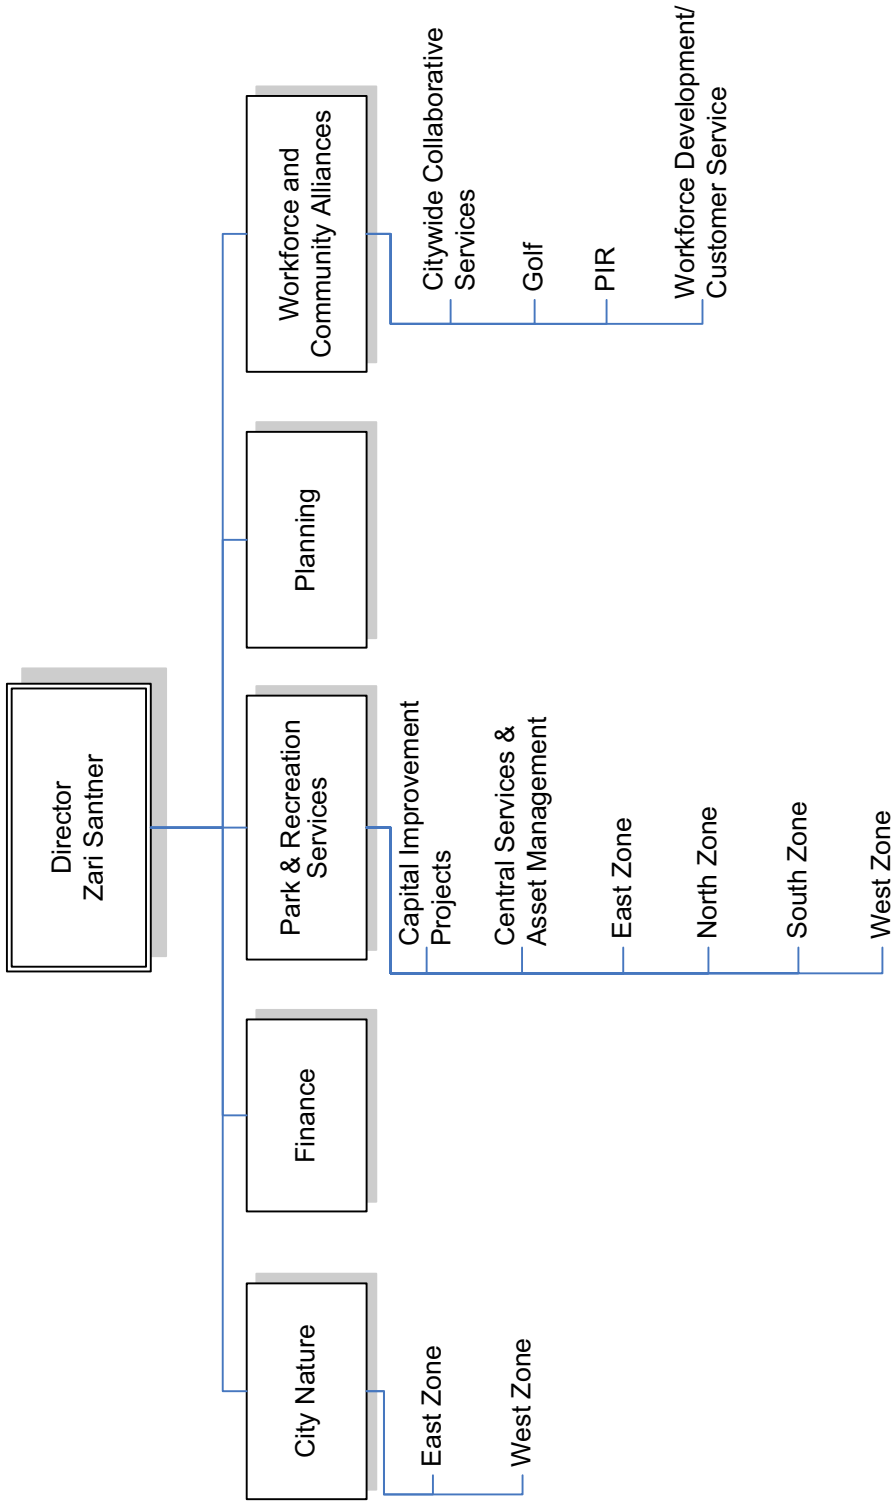 Director
Zari Santner
City Nature
East Zone
West Zone
Finance
Park & Recreation
Services
Capital Improvement
Projects
Central Services &
Asset Management
East Zone
North Zone
South Zone
West Zone
Planning
Workforce and
Community Alliances
Citywide Collaborative
Services
Golf
PIR
Workforce Development/
Customer Service